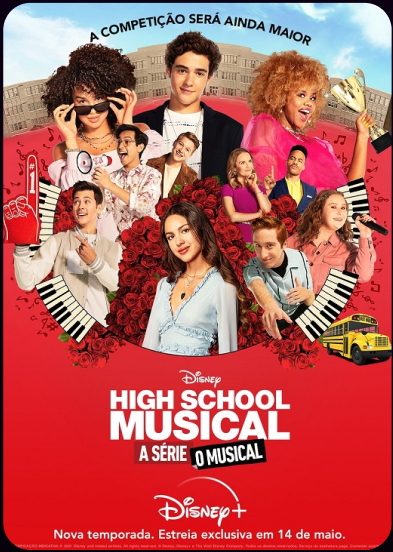 A COMPETIÇÃO SERÁ AINDA MAIOR
#1
Disney
HIGH SCHOOL
MUSICAL
A SÉRIE O MUSICAL
Disney+
Nova temporada. Estreia exclusiva em 14 de maio.